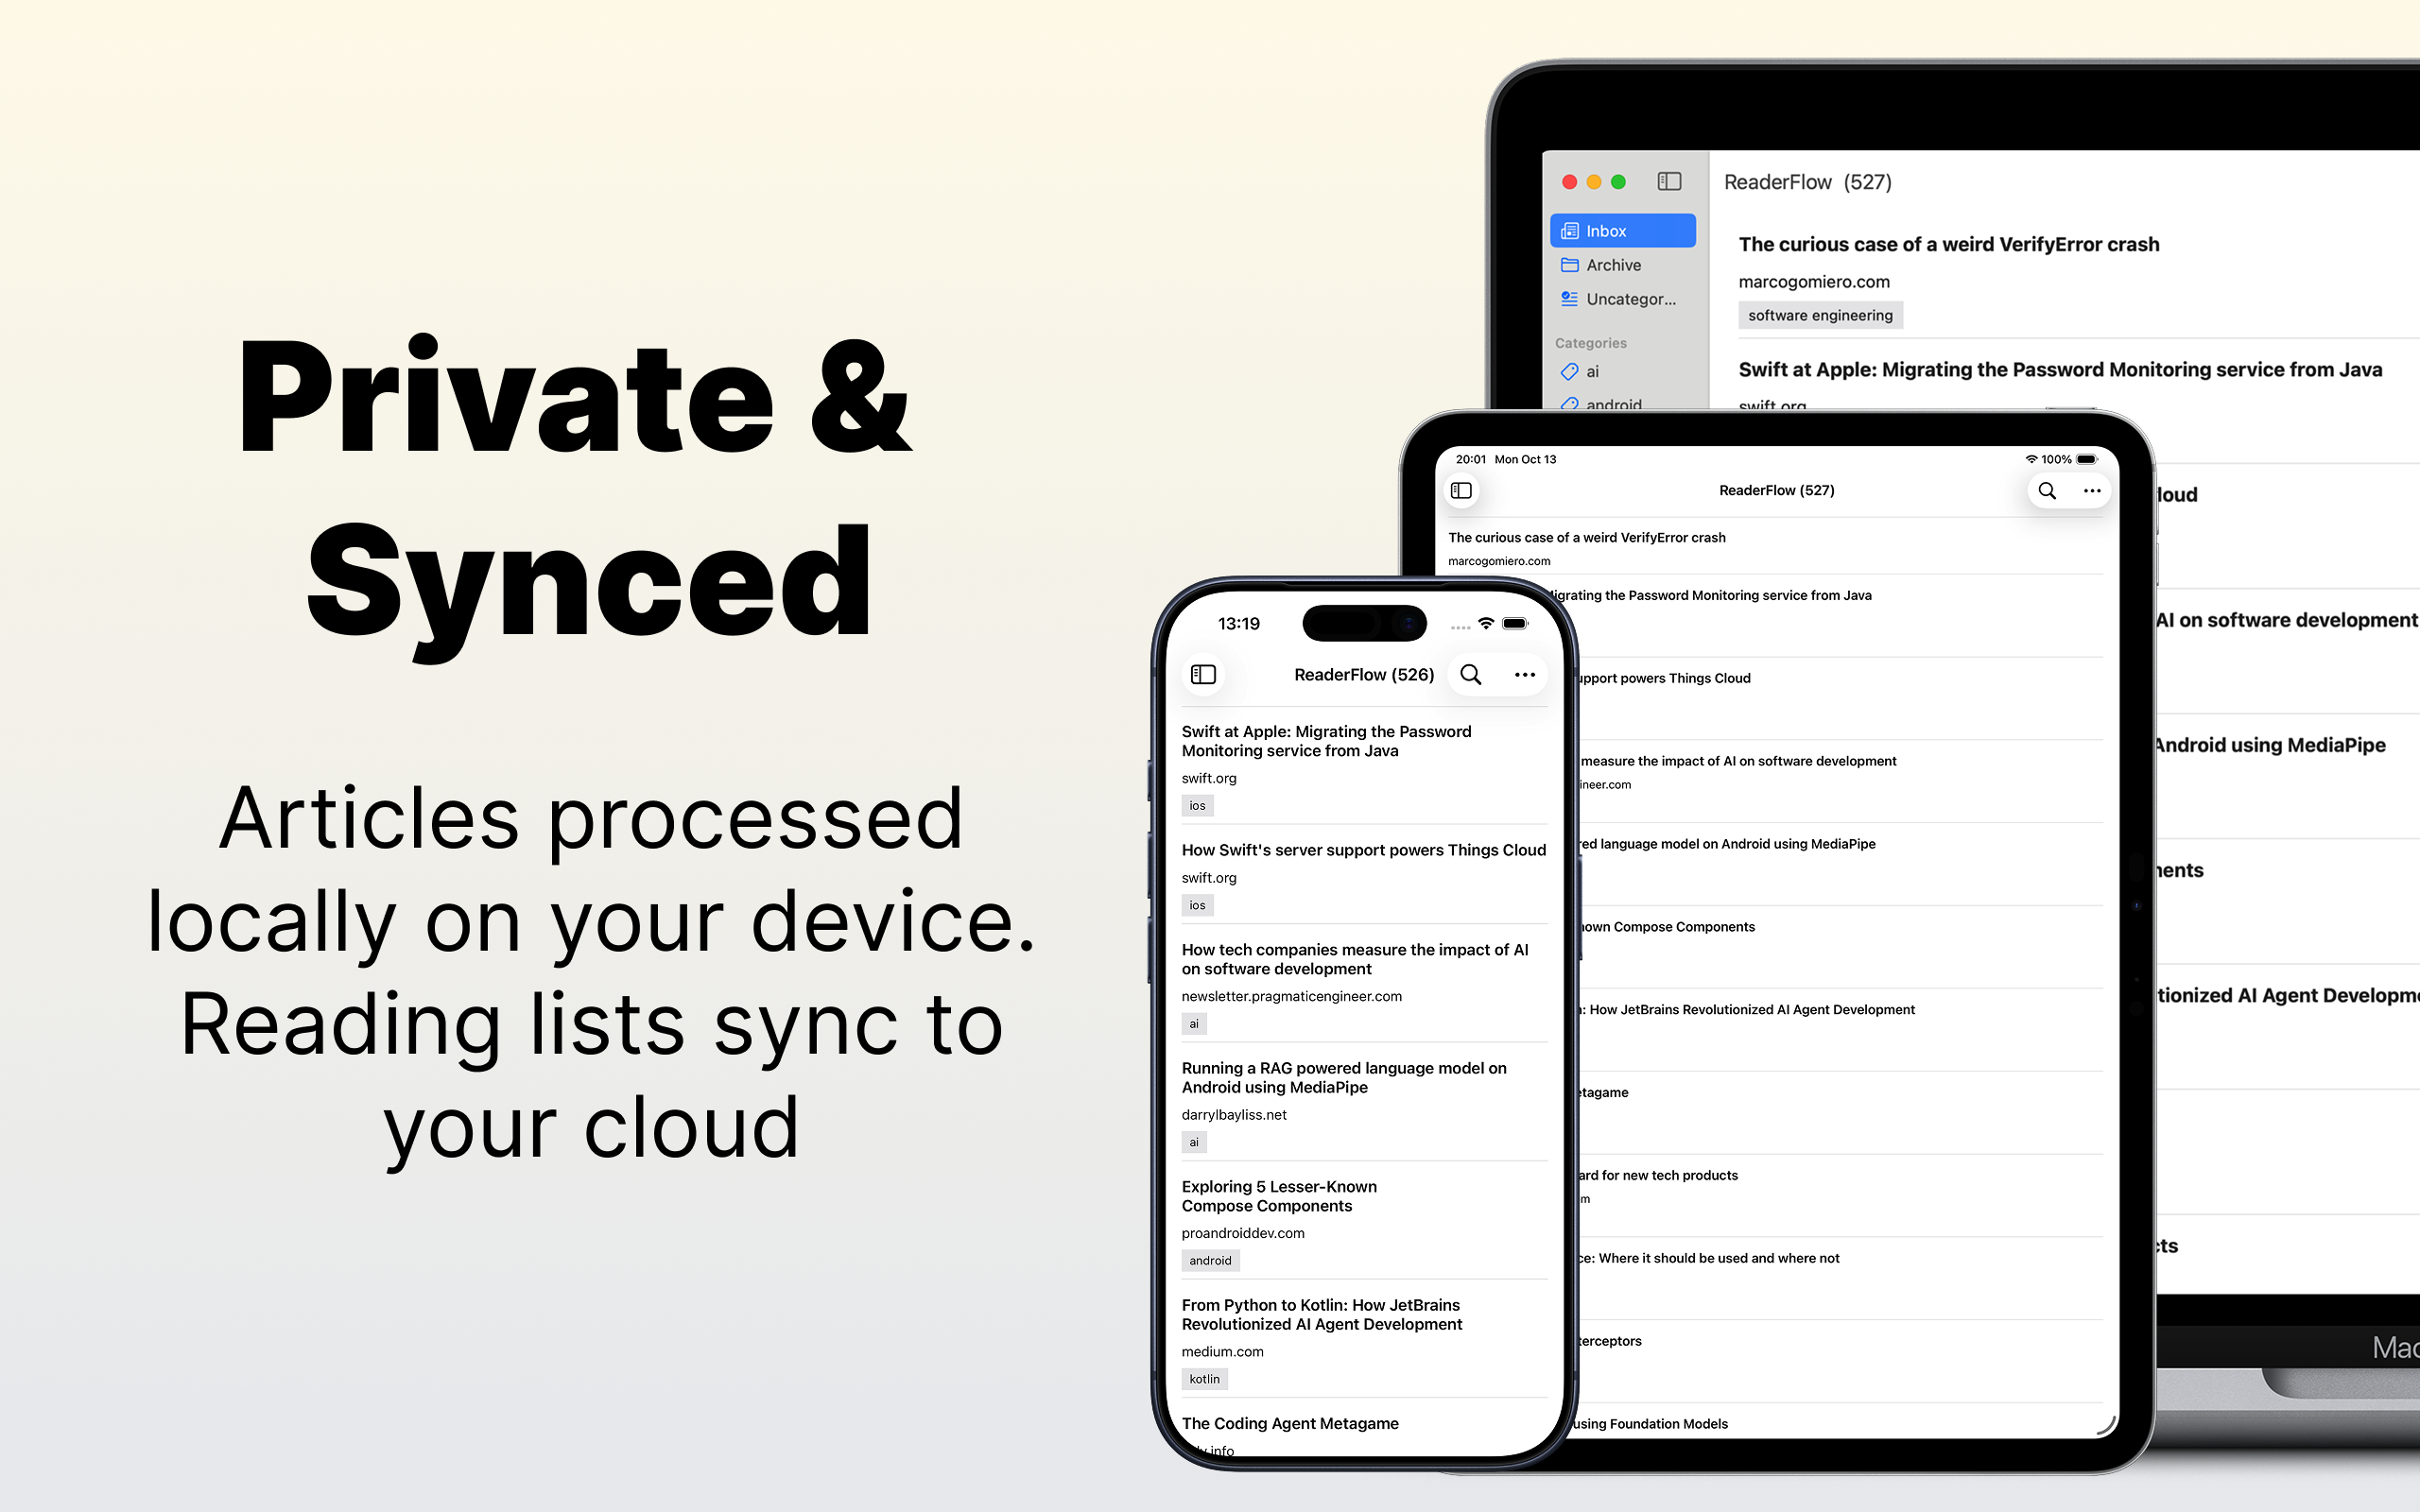 Private &
Synced
Articles processed
locally on your device.
Reading lists sync to
your cloud
ReaderFlow (527)
Inbox
Archive
Uncategor...
Categories
ai
android
The curious case of a weird VerifyError crash
marcogomiero.com
software engineering
Swift at Apple: Migrating the Password Monitoring service from Java
swift.org
loud
AI on software development
Android using MediaPipe
nents
tionized AI Agent Developme
cts
Mac
20:01 Mon Oct 13
100%
ReaderFlow (527)
The curious case of a weird VerifyError crash
marcogomiero.com
ligrating the Password Monitoring service from Java
upport powers Things Cloud
measure the impact of AI on software development
ineer.com
red language model on Android using MediaPipe
nown Compose Components
n: How JetBrains Revolutionized AI Agent Development
etagame
ard for new tech products
m
ce: Where it should be used and where not
terceptors
using Foundation Models
13:19
ReaderFlow (526)
Swift at Apple: Migrating the Password
Monitoring service from Java
swift.org
ios
How Swift's server support powers Things Cloud
swift.org
ios
How tech companies measure the impact of AI
on software development
newsletter.pragmaticengineer.com
ai
Running a RAG powered language model on
Android using MediaPipe
darrylbayliss.net
ai
Exploring 5 Lesser-Known
Compose Components
proandroiddev.com
android
From Python to Kotlin: How JetBrains
Revolutionized AI Agent Development
medium.com
kotlin
The Coding Agent Metagame